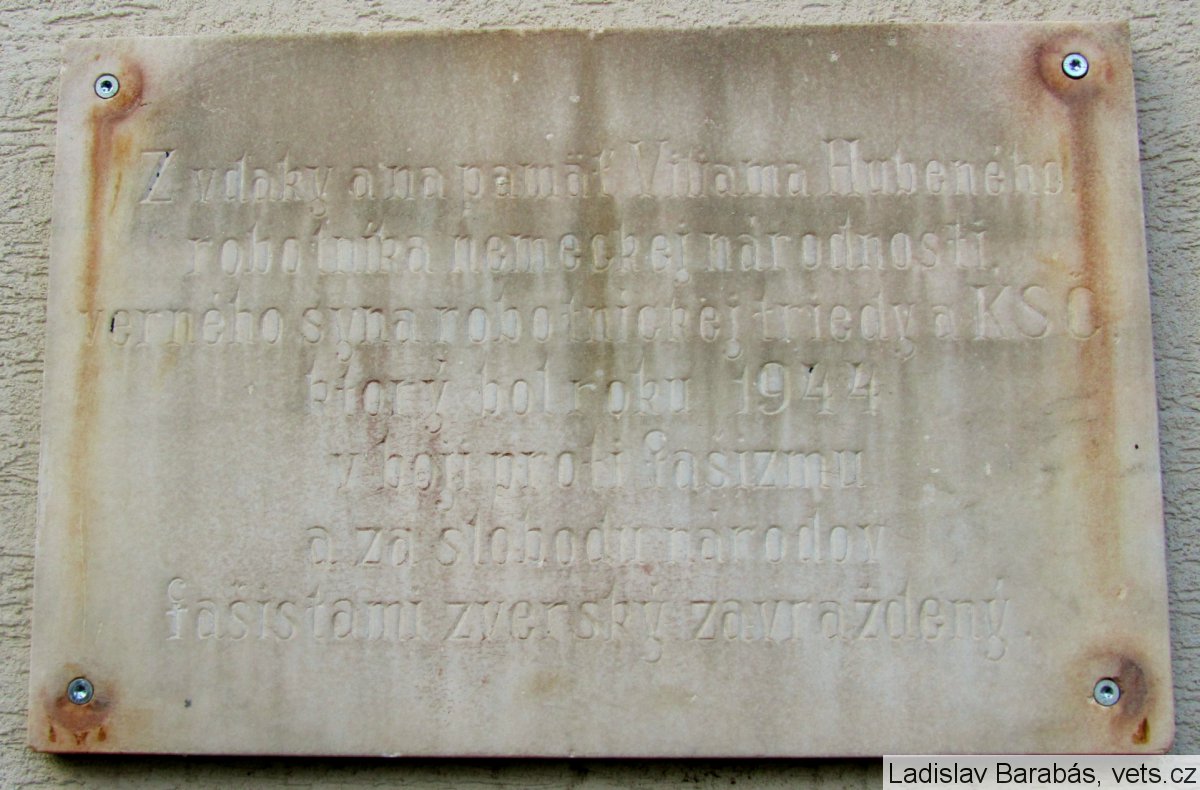 Z vďaky a na pamäť Viliama Hubeného
robotníka nemeckej národnosti,
verného syna robotníckej triedy a KSČ
ktorý bol roku 1944
v boji proti fašizmu
a za slobodu národov
fašistami zverský zavraždený.
Ladislav Barabás, vets.cz